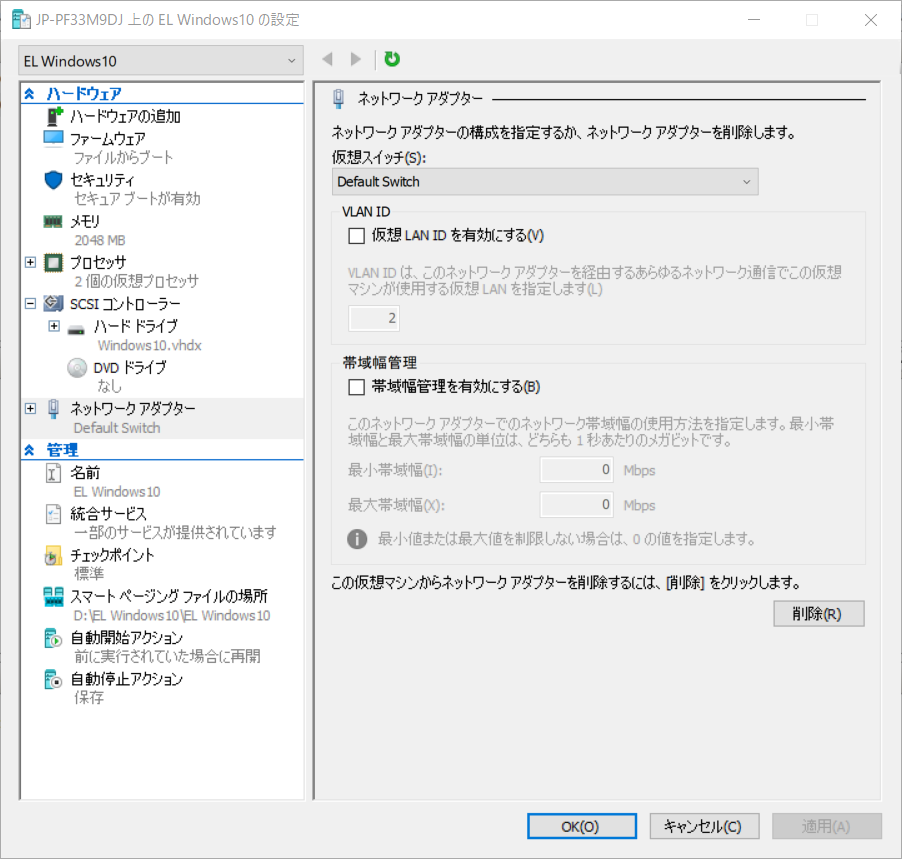 JP-PF33M9DJ 上の EL Windows10 の設定
EL Windows10
ハードウェア
ハードウェアの追加
ファームウェア
ファイルからブート
セキュリティ
セキュア ブートが有効
メモリ
2048 MB
プロセッサ
2 個の仮想プロセッサ
SCSI コントローラー
ハード ドライブ
Windows10.vhdx
DVD ドライブ
なし
ネットワーク アダプター
Default Switch
管理
名前
EL Windows10
統合サービス
一部のサービスが提供されています
チェックポイント
標準
スマート ページング ファイルの場所
D:\EL Windows10\EL Windows10
自動開始アクション
前に実行されていた場合に再開
自動停止アクション
保存
ネットワーク アダプター
ネットワーク アダプターの構成を指定するか、ネットワーク アダプターを削除します。
仮想スイッチ(S):
Default Switch
VLAN ID
仮想 LAN ID を有効にする(V)
VLAN ID は、このネットワーク アダプターを経由するあらゆるネットワーク通信でこの仮想
マシンが使用する仮想 LAN を指定します(L)
2
帯域幅管理
帯域幅管理を有効にする(B)
このネットワーク アダプターでのネットワーク帯域幅の使用方法を指定します。最小帯
域幅と最大帯域幅の単位は、どちらも 1 秒あたりのメガビットです。
最小帯域幅(I): 0 Mbps
最大帯域幅(X): 0 Mbps
最小値または最大値を制限しない場合は、0 の値を指定します。
この仮想マシンからネットワーク アダプターを削除するには、[削除] をクリックします。
削除(R)
OK(O) キャンセル(C) 適用(A)